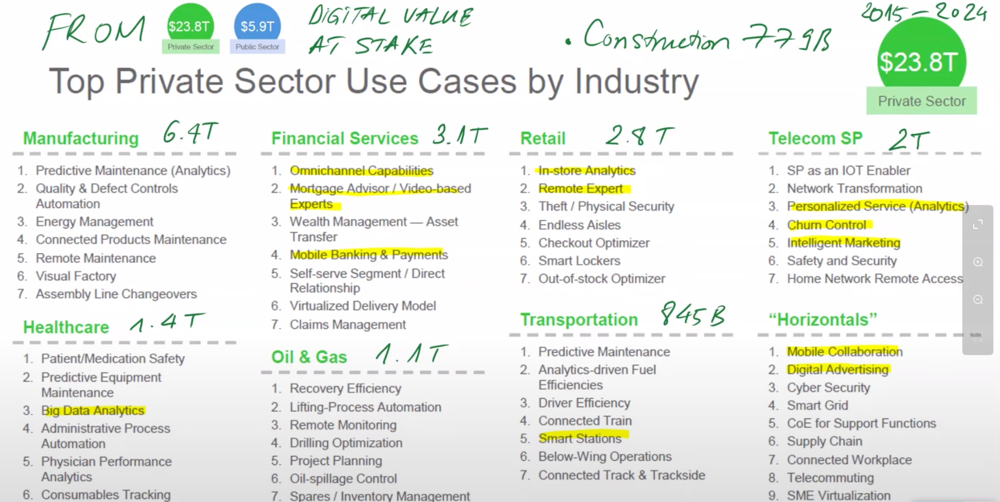 FROM
$23.8T
Private Sector
$5.9T
Public Sector
DIGITAL VALUE
AT STAKE
• Construction 779B
2015-2024
$23.8T
Private Sector
Top Private Sector Use Cases by Industry
Manufacturing 6.4T
1. Predictive Maintenance (Analytics)
2. Quality & Defect Controls
Automation
3. Energy Management
4. Connected Products Maintenance
5. Remote Maintenance
6. Visual Factory
7. Assembly Line Changeovers
Healthcare 1.4T
1. Patient/Medication Safety
2. Predictive Equipment
Maintenance
3. Big Data Analytics
4. Administrative Process
Automation
5. Physician Performance
Analytics
6. Consumables Tracking
Financial Services 3.1T
1. Omnichannel Capabilities
2. Mortgage Advisor / Video-based
Experts
3. Wealth Management — Asset
Transfer
4. Mobile Banking & Payments
5. Self-serve Segment / Direct
Relationship
6. Virtualized Delivery Model
7. Claims Management
Oil & Gas 1.1T
1. Recovery Efficiency
2. Lifting-Process Automation
3. Remote Monitoring
4. Drilling Optimization
5. Project Planning
6. Oil-spillage Control
7. Spares / Inventory Management
Retail 2.8T
1. In-store Analytics
2. Remote Expert
3. Theft / Physical Security
4. Endless Aisles
5. Checkout Optimizer
6. Smart Lockers
7. Out-of-stock Optimizer
Transportation 845B
1. Predictive Maintenance
2. Analytics-driven Fuel
Efficiencies
3. Driver Efficiency
4. Connected Train
5. Smart Stations
6. Below-Wing Operations
7. Connected Track & Trackside
Telecom SP 2T
1. SP as an IOT Enabler
2. Network Transformation
3. Personalized Service (Analytics)
4. Churn Control
5. Intelligent Marketing
6. Safety and Security
7. Home Network Remote Access
“Horizontals”
1. Mobile Collaboration
2. Digital Advertising
3. Cyber Security
4. Smart Grid
5. CoE for Support Functions
6. Supply Chain
7. Connected Workplace
8. Telecommuting
9. SME Virtualization